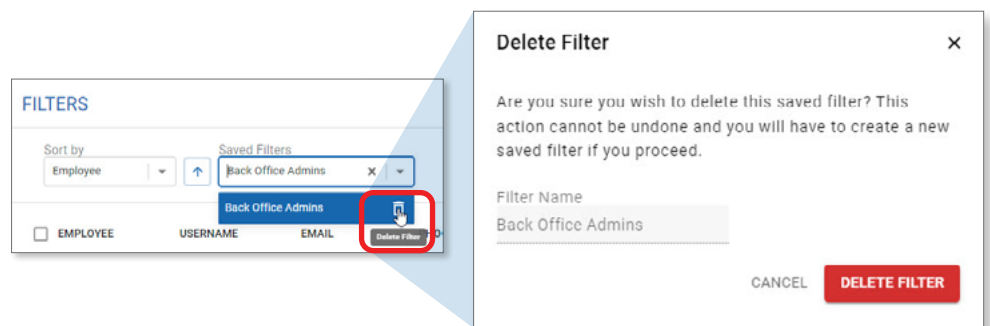 FILTERS
Sort by
Saved Filters
Employee
Back Office Admins
Back Office Admins
EMPLOYEE USERNAME EMAIL
Delete Filter
Delete Filter
Are you sure you wish to delete this saved filter? This
action cannot be undone and you will have to create a new
saved filter if you proceed.
Filter Name
Back Office Admins
CANCEL DELETE FILTER